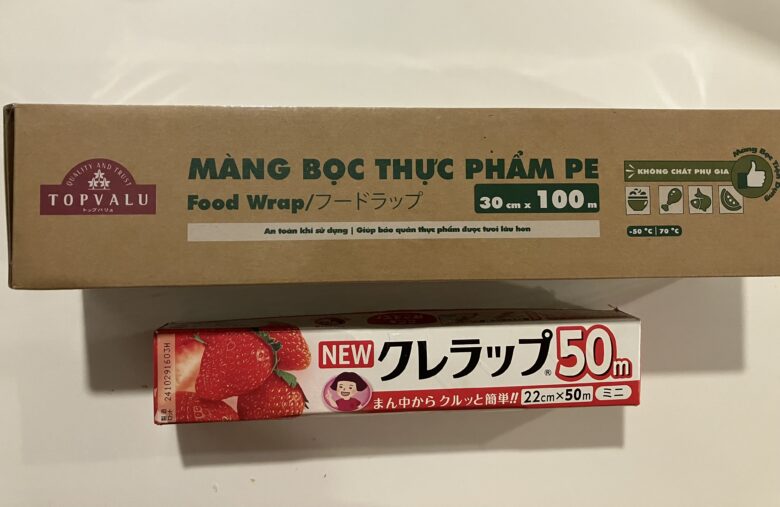 QUALITY AND TRUST
TOPVALU
トップバリュ
MÀNG BỌC THỰC PHẨM PE
Food Wrap/フードラップ
30 cm x 100 m
An toàn khi sử dụng | Giúp bảo quản thực phẩm được tươi lâu hơn
KHÔNG CHẤT PHỤ GIA
-50 °C | 70 °C
Màng Bọc
NEW クレラップ® 50m
まん中から クルッと簡単!!
22cm×50m ミニ
2410291603H